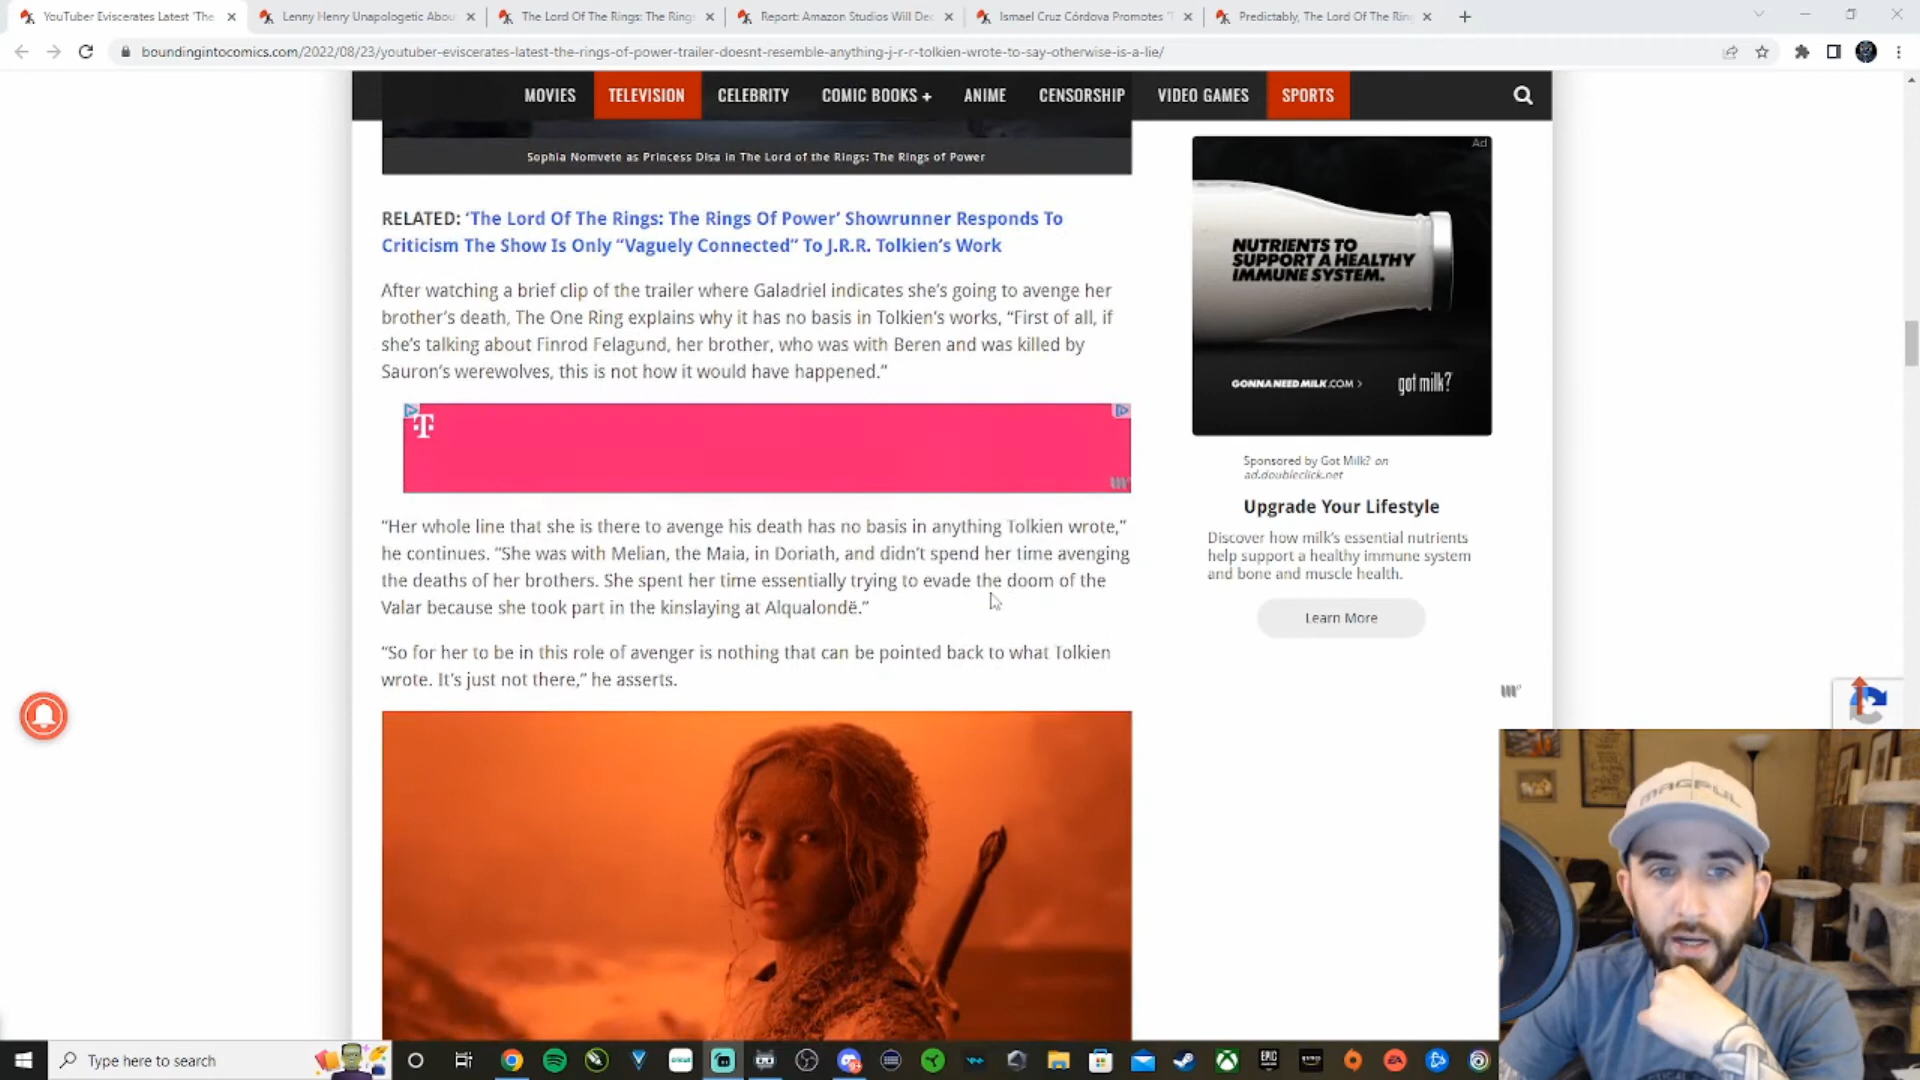 YouTuber Eviscerates Latest 'The
Lenny Henry Unapologetic Abou
The Lord Of The Rings: The Rings
Report: Amazon Studios Will Dec
Ismael Cruz Córdova Promotes 'T
Predictably, The Lord Of The Rin
boundingintocomics.com/2022/08/23/youtuber-eviscerates-latest-the-rings-of-power-trailer-doesnt-resemble-anything-j-r-r-tolkien-wrote-to-say-otherwise-is-a-lie/
MOVIES TELEVISION CELEBRITY COMIC BOOKS + ANIME CENSORSHIP VIDEO GAMES SPORTS
Sophia Nomvete as Princess Disa in The Lord of the Rings: The Rings of Power
RELATED: ‘The Lord Of The Rings: The Rings Of Power’ Showrunner Responds To
Criticism The Show Is Only “Vaguely Connected” To J.R.R. Tolkien’s Work
After watching a brief clip of the trailer where Galadriel indicates she’s going to avenge her
brother’s death, The One Ring explains why it has no basis in Tolkien’s works, “First of all, if
she’s talking about Finrod Felagund, her brother, who was with Beren and was killed by
Sauron’s werewolves, this is not how it would have happened.”
T
“Her whole line that she is there to avenge his death has no basis in anything Tolkien wrote,”
he continues. “She was with Melian, the Maia, in Doriath, and didn’t spend her time avenging
the deaths of her brothers. She spent her time essentially trying to evade the doom of the
Valar because she took part in the kinslaying at Alqualondë.”
“So for her to be in this role of avenger is nothing that can be pointed back to what Tolkien
wrote. It’s just not there,” he asserts.
Ad
NUTRIENTS TO
SUPPORT A HEALTHY
IMMUNE SYSTEM.
GONNANEEDMILK.COM >
got milk?
Sponsored by Got Milk? on
ad.doubleclick.net
Upgrade Your Lifestyle
Discover how milk’s essential nutrients
help support a healthy immune system
and bone and muscle health.
Learn More
MAGPUL
Type here to search
EPIC
EA